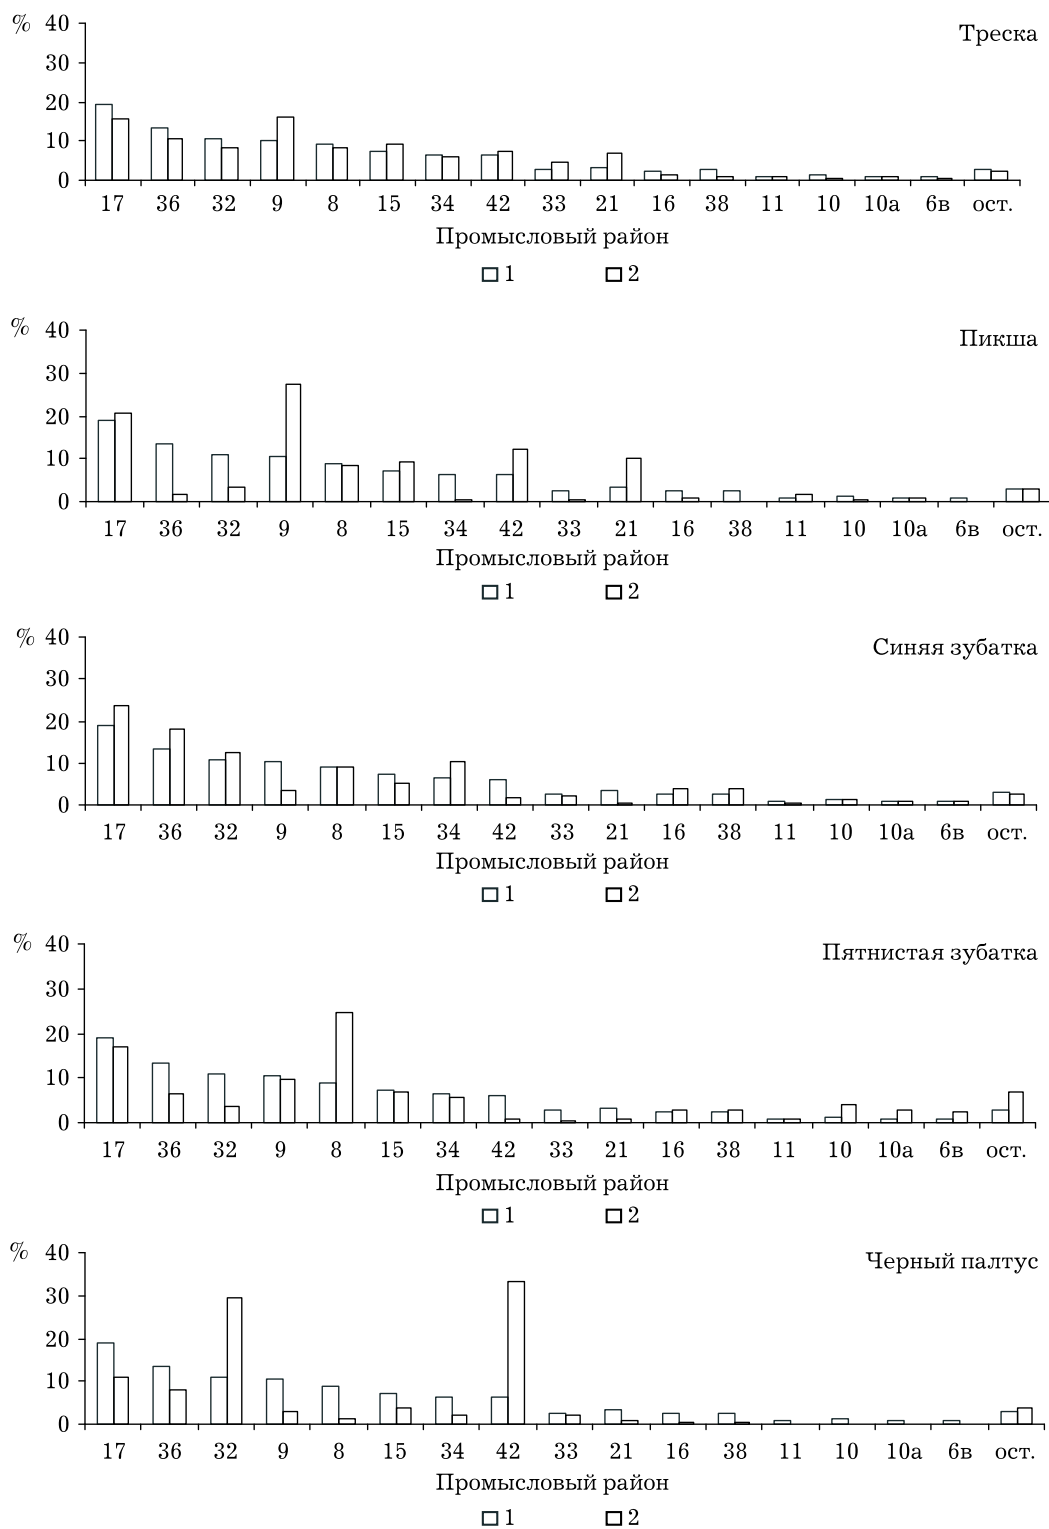 % 40 Треска
30
20
10
0
17 36 32 9 8 15 34 42 33 21 16 38 11 10 10а 6в ост.
Промысловый район
1 2
% 40 Пикша
30
20
10
0
17 36 32 9 8 15 34 42 33 21 16 38 11 10 10а 6в ост.
Промысловый район
1 2
% 40 Синяя зубатка
30
20
10
0
17 36 32 9 8 15 34 42 33 21 16 38 11 10 10а 6в ост.
Промысловый район
1 2
% 40 Пятнистая зубатка
30
20
10
0
17 36 32 9 8 15 34 42 33 21 16 38 11 10 10а 6в ост.
Промысловый район
1 2
% 40 Черный палтус
30
20
10
0
17 36 32 9 8 15 34 42 33 21 16 38 11 10 10а 6в ост.
Промысловый район
1 2